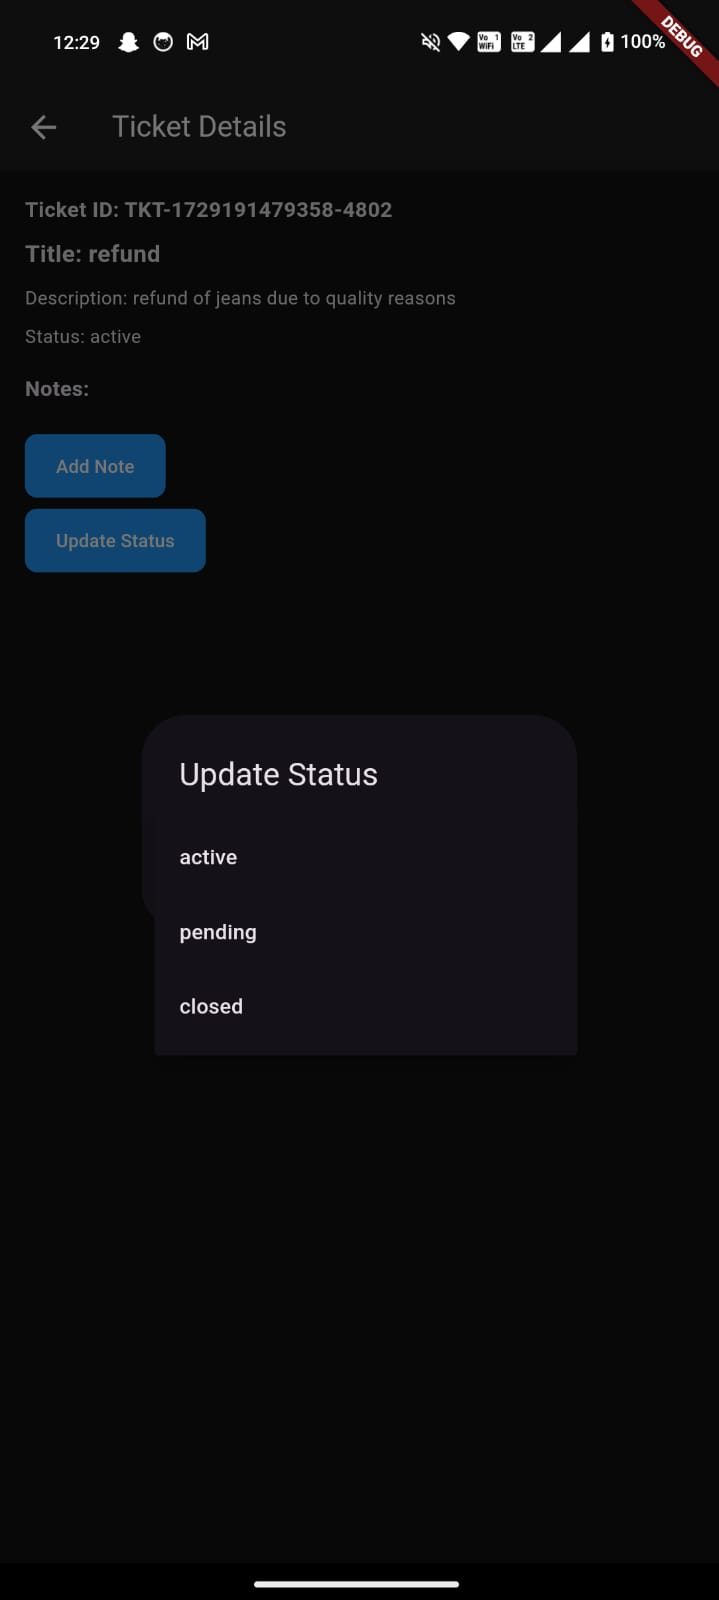 12:29
Vo 1 WiFi
Vo 2 LTE
100%
DEBUG
Ticket Details
Ticket ID: TKT-1729191479358-4802
Title: refund
Description: refund of jeans due to quality reasons
Status: active
Notes:
Add Note
Update Status
Update Status
active
pending
closed